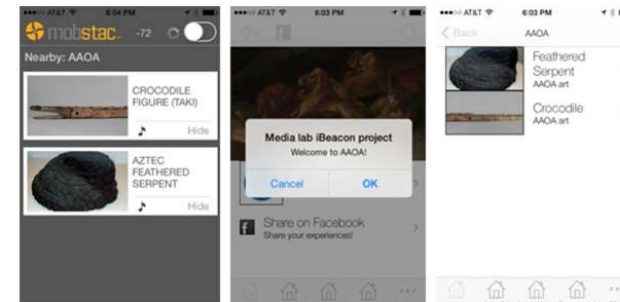 AT&T 6:04 PM
mobstac -72
Nearby: AAOA
CROCODILE
FIGURE (TAKI)
Hide
AZTEC
FEATHERED
SERPENT
Hide
AT&T 6:03 PM
Media lab iBeacon project
Welcome to AAOA!
Cancel OK
Share on Facebook
Share your experiences!
6:03 PM
Back AAOA
Feathered
Serpent
AAOA art
Crocodile
AAOA art